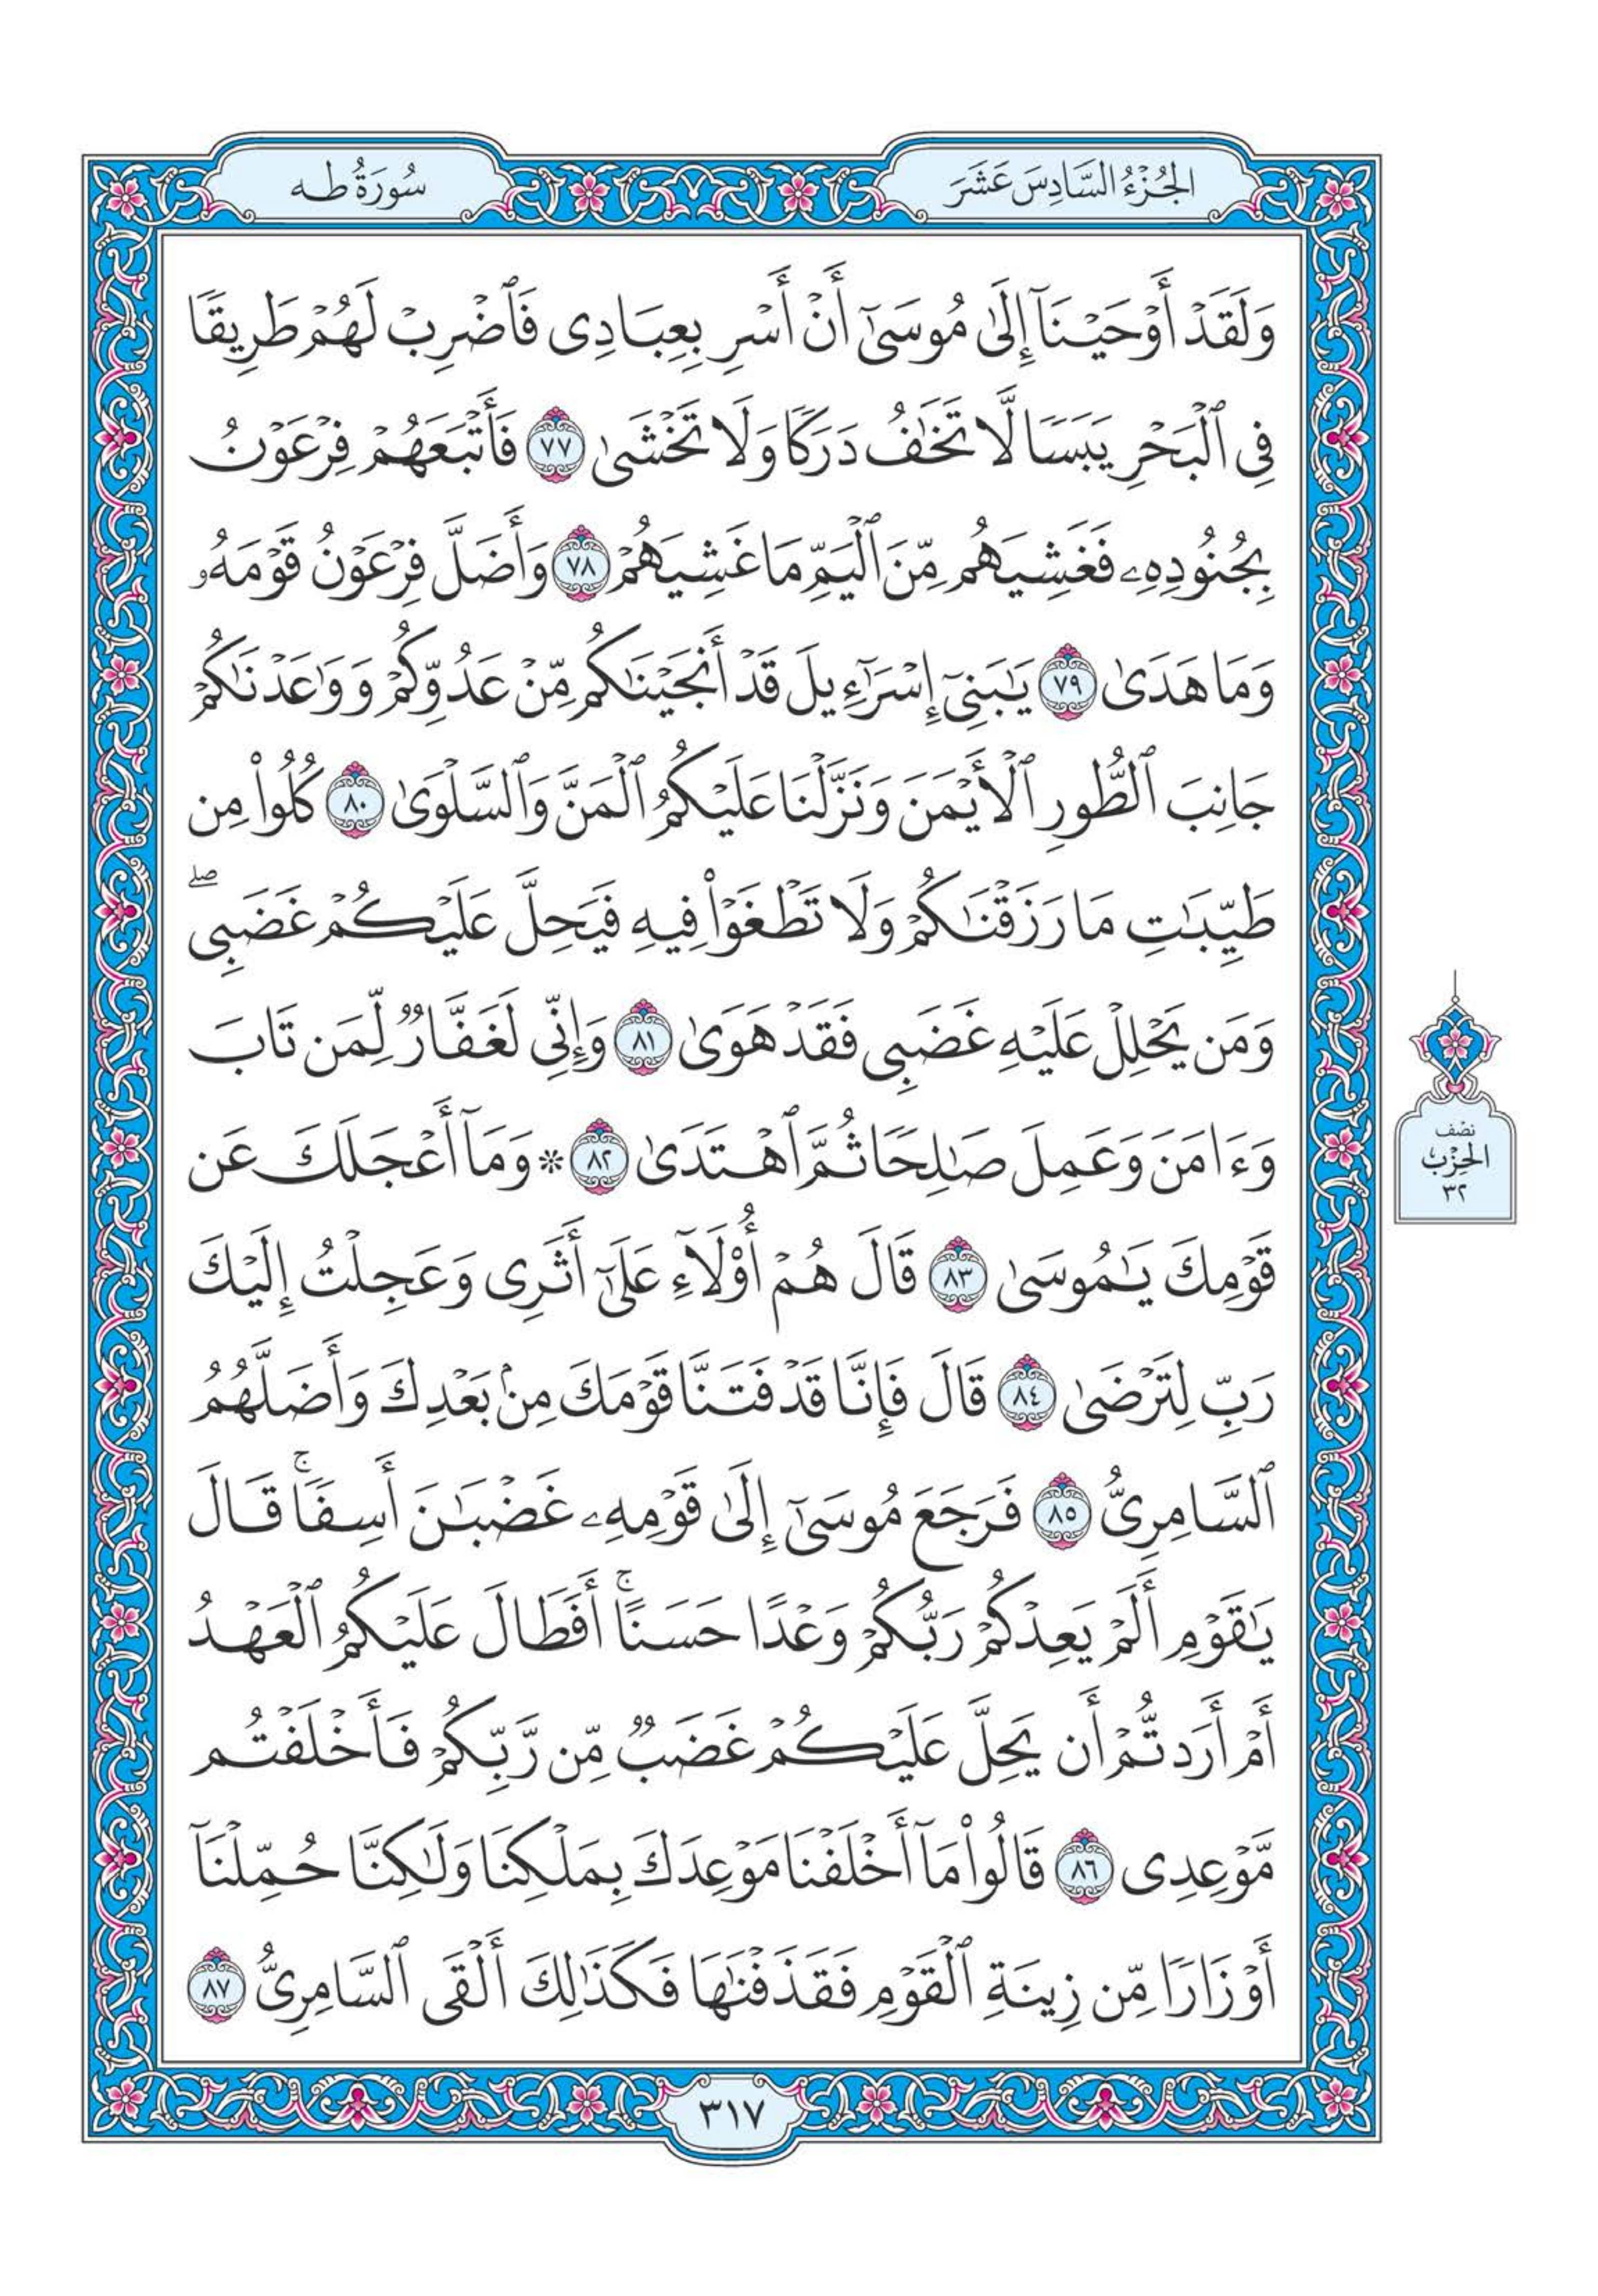 الجُزْءُ السَّادِسَ عَشَرَ
سُورَةُ طه
وَلَقَدْ أَوْحَيْنَآ إِلَىٰ مُوسَىٰٓ أَنْ أَسْرِ بِعِبَادِى فَٱضْرِبْ لَهُمْ طَرِيقًا
فِى ٱلْبَحْرِ يَبَسًا لَّا تَخَٰفُ دَرَكًا وَلَا تَخْشَىٰ ٧٧ فَأَتْبَعَهُمْ فِرْعَوْنُ
بِجُنُودِهِۦ فَغَشِيَهُم مِّنَ ٱلْيَمِّ مَا غَشِيَهُمْ ٧٨ وَأَضَلَّ فِرْعَوْنُ قَوْمَهُۥ
وَمَا هَدَىٰ ٧٩ يَٰبَنِىٓ إِسْرَٰٓءِيلَ قَدْ أَنجَيْنَٰكُم مِّنْ عَدُوِّكُمْ وَوَٰعَدْنَٰكُمْ
جَانِبَ ٱلطُّورِ ٱلْأَيْمَنَ وَنَزَّلْنَا عَلَيْكُمُ ٱلْمَنَّ وَٱلسَّلْوَىٰ ٨٠ كُلُوا۟ مِن
طَيِّبَٰتِ مَا رَزَقْنَٰكُمْ وَلَا تَطْغَوْا۟ فِيهِ فَيَحِلَّ عَلَيْكُمْ غَضَبِى ۖ
وَمَن يَحْلِلْ عَلَيْهِ غَضَبِى فَقَدْ هَوَىٰ ٨١ وَإِنِّى لَغَفَّارٌ لِّمَن تَابَ
وَءَامَنَ وَعَمِلَ صَٰلِحًا ثُمَّ ٱهْتَدَىٰ ٨٢ * وَمَآ أَعْجَلَكَ عَن
قَوْمِكَ يَٰمُوسَىٰ ٨٣ قَالَ هُمْ أُو۟لَآءِ عَلَىٰٓ أَثَرِى وَعَجِلْتُ إِلَيْكَ
رَبِّ لِتَرْضَىٰ ٨٤ قَالَ فَإِنَّا قَدْ فَتَنَّا قَوْمَكَ مِنۢ بَعْدِكَ وَأَضَلَّهُمُ
ٱلسَّامِرِىُّ ٨٥ فَرَجَعَ مُوسَىٰٓ إِلَىٰ قَوْمِهِۦ غَضْبَٰنَ أَسِفًا ۚ قَالَ
يَٰقَوْمِ أَلَمْ يَعِدْكُمْ رَبُّكُمْ وَعْدًا حَسَنًا ۚ أَفَطَالَ عَلَيْكُمُ ٱلْعَهْدُ
أَمْ أَرَدتُّمْ أَن يَحِلَّ عَلَيْكُمْ غَضَبٌ مِّن رَّبِّكُمْ فَأَخْلَفْتُم
مَّوْعِدِى ٨٦ قَالُوا۟ مَآ أَخْلَفْنَا مَوْعِدَكَ بِمَلْكِنَا وَلَٰكِنَّا حُمِّلْنَآ
أَوْزَارًا مِّن زِينَةِ ٱلْقَوْمِ فَقَذَفْنَٰهَا فَكَذَٰلِكَ أَلْقَى ٱلسَّامِرِىُّ ٨٧
نصف
الحِزْب
٣٢
٣١٧